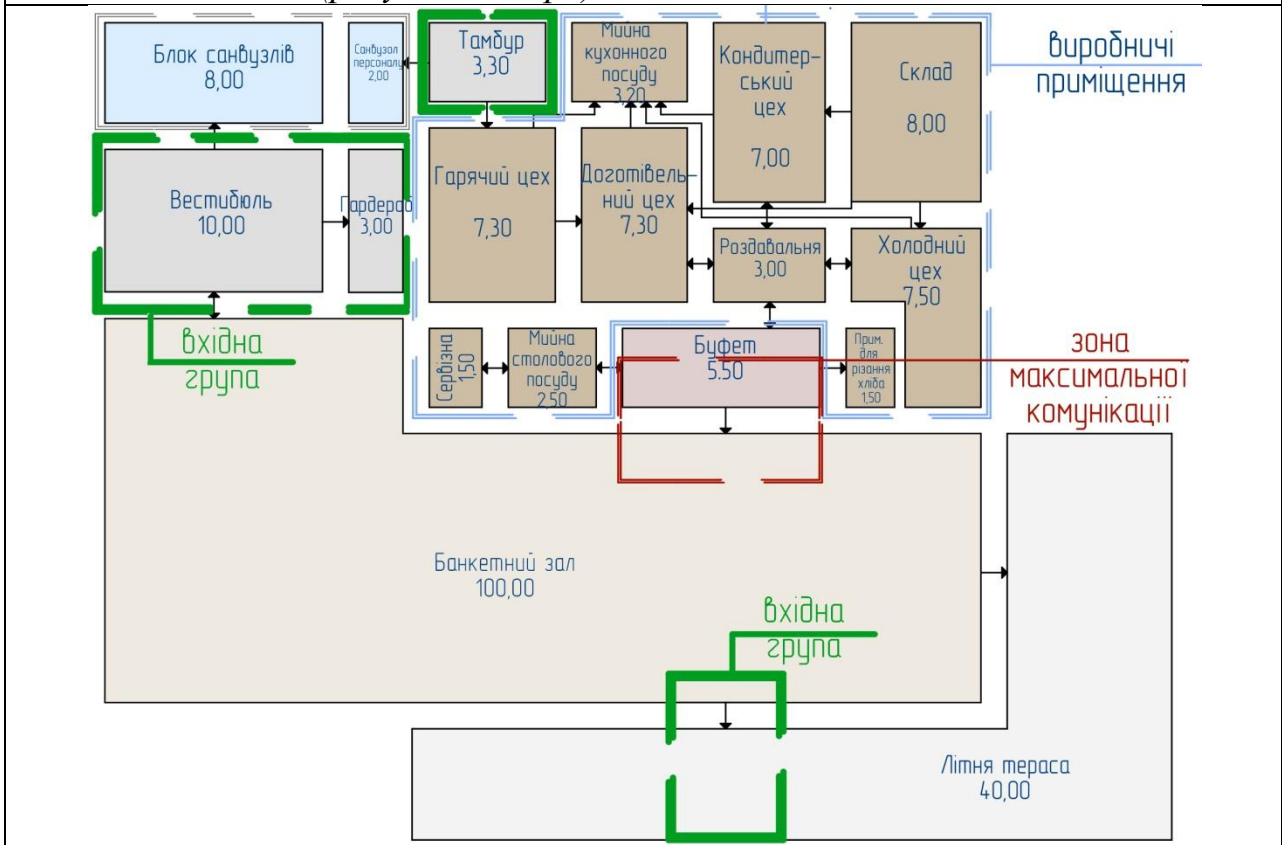 Блок санвузлів
8,00
Санвузол
персоналу
2,00
Тамбур
3,30
Мийна
кухонного
посуду
3,20
Кондитер-
ський
цех
7,00
Склад
8,00
виробничі
приміщення
Вестибюль
10,00
Гардероб
3,00
Гарячий цех
7,30
Доготівель-
ний цех
7,30
Роздавальня
3,00
Холодний
цех
7,50
вхідна
група
Сервізна
1,50
Мийна
столового
посуду
2,50
Буфет
5.50
Прим.
для
різання
хліба
1,50
зона
максимальної
комунікації
Банкетний зал
100,00
вхідна
група
Літня тераса
40,00